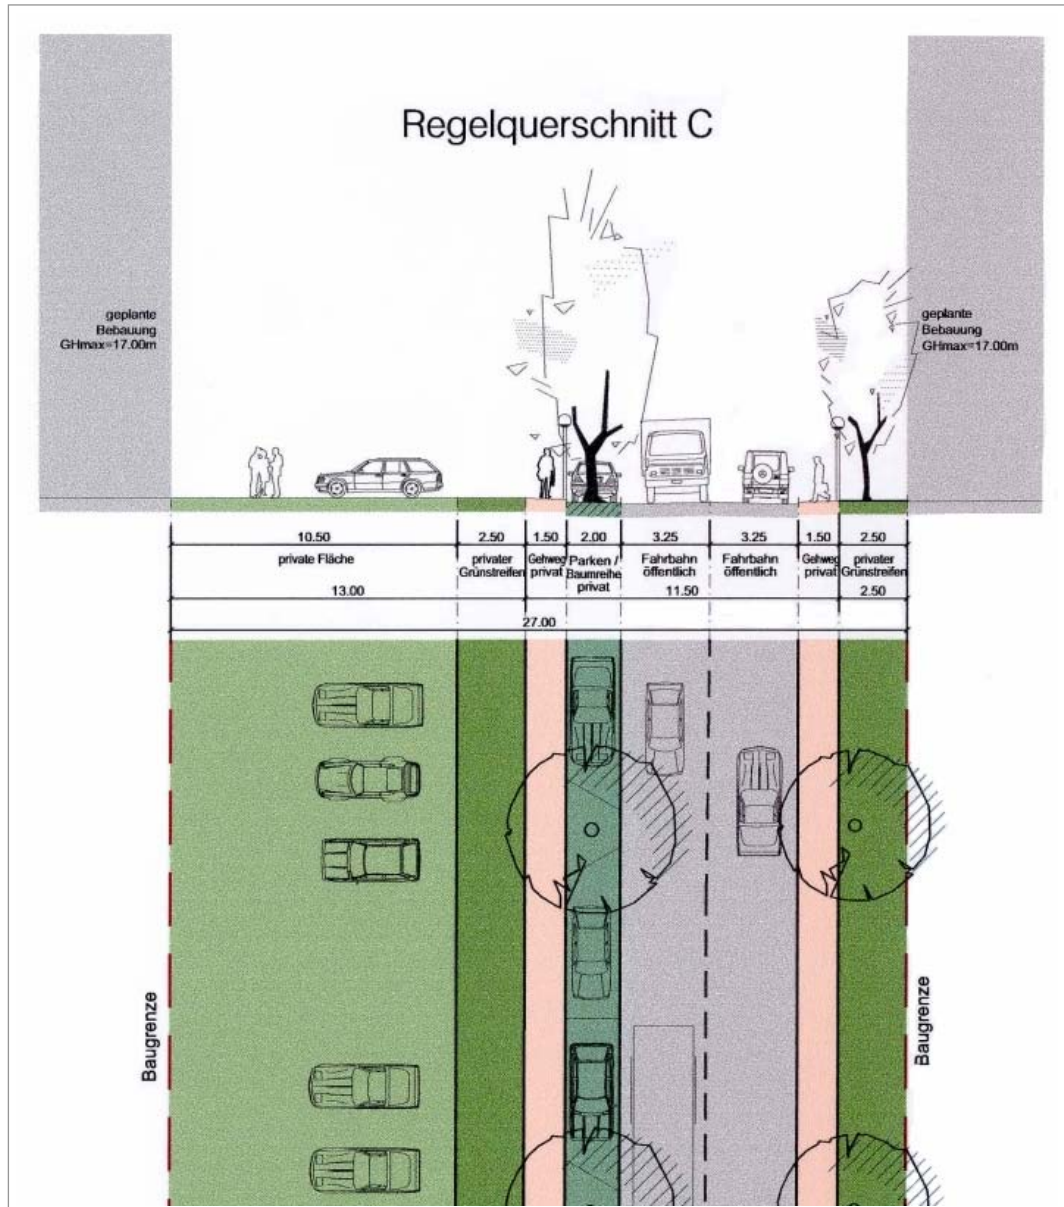 Regelquerschnitt C
geplante
Bebauung
GHmax=17.00m
geplante
Bebauung
GHmax=17.00m
10.50 2.50 1.50 2.00 3.25 3.25 1.50 2.50
private Fläche
privater
Grünstreifen
Gehweg
privat
Parken /
Baumreihe
privat
Fahrbahn
öffentlich
Fahrbahn
öffentlich
Gehweg
privat
privater
Grünstreifen
13.00 11.50 2.50
27.00
Baugrenze
Baugrenze